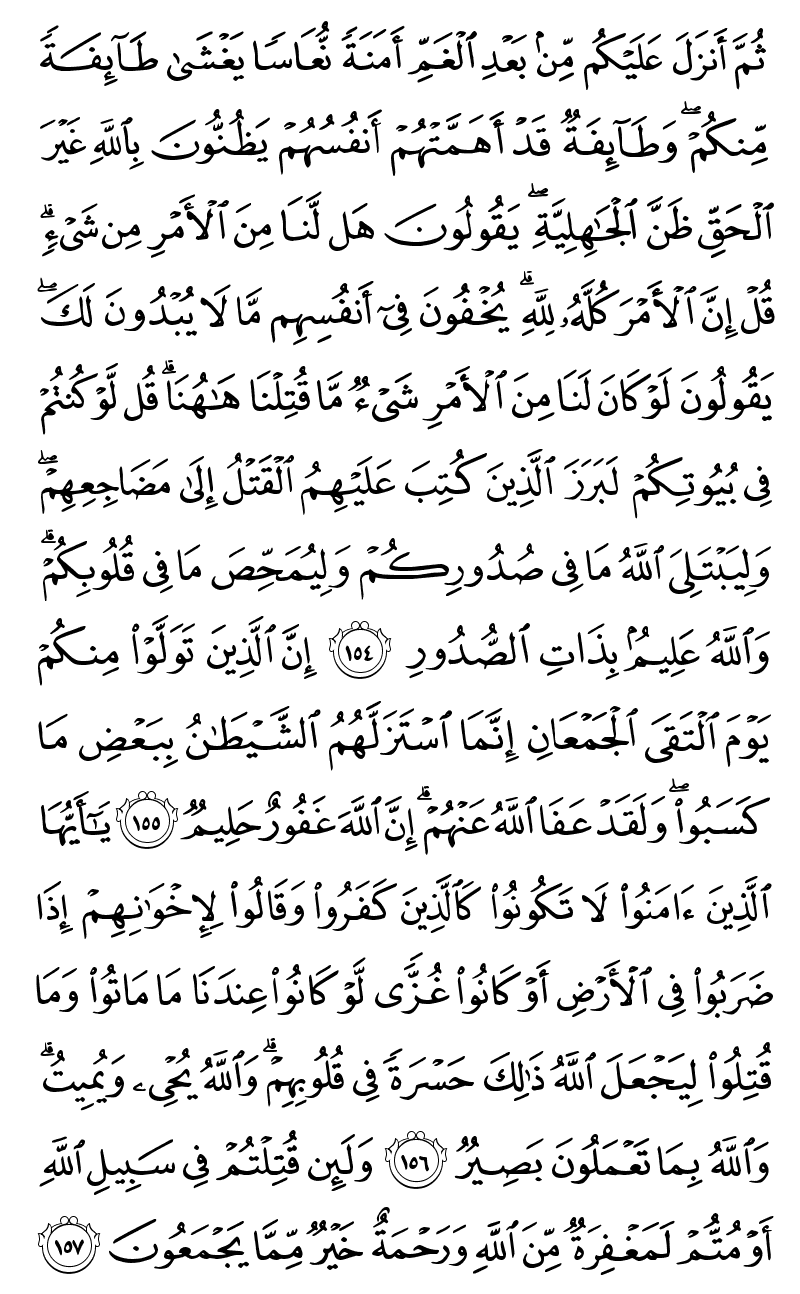 ثُمَّ أَنزَلَ عَلَيْكُم مِّنۢ بَعْدِ ٱلْغَمِّ أَمَنَةً نُّعَاسًا يَغْشَىٰ طَآئِفَةً
مِّنكُمْ ۖ وَطَآئِفَةٌ قَدْ أَهَمَّتْهُمْ أَنفُسُهُمْ يَظُنُّونَ بِٱللَّهِ غَيْرَ
ٱلْحَقِّ ظَنَّ ٱلْجَٰهِلِيَّةِ ۖ يَقُولُونَ هَل لَّنَا مِنَ ٱلْأَمْرِ مِن شَىْءٍ ۗ
قُلْ إِنَّ ٱلْأَمْرَ كُلَّهُۥ لِلَّهِ ۗ يُخْفُونَ فِىٓ أَنفُسِهِم مَّا لَا يُبْدُونَ لَكَ ۖ
يَقُولُونَ لَوْ كَانَ لَنَا مِنَ ٱلْأَمْرِ شَىْءٌ مَّا قُتِلْنَا هَٰهُنَا ۗ قُل لَّوْ كُنتُمْ
فِى بُيُوتِكُمْ لَبَرَزَ ٱلَّذِينَ كُتِبَ عَلَيْهِمُ ٱلْقَتْلُ إِلَىٰ مَضَاجِعِهِمْ ۖ
وَلِيَبْتَلِىَ ٱللَّهُ مَا فِى صُدُورِكُمْ وَلِيُمَحِّصَ مَا فِى قُلُوبِكُمْ ۗ
وَٱللَّهُ عَلِيمٌۢ بِذَاتِ ٱلصُّدُورِ ١٥٤ إِنَّ ٱلَّذِينَ تَوَلَّوْا۟ مِنكُمْ
يَوْمَ ٱلْتَقَى ٱلْجَمْعَانِ إِنَّمَا ٱسْتَزَلَّهُمُ ٱلشَّيْطَٰنُ بِبَعْضِ مَا
كَسَبُوا۟ ۖ وَلَقَدْ عَفَا ٱللَّهُ عَنْهُمْ ۗ إِنَّ ٱللَّهَ غَفُورٌ حَلِيمٌ ١٥٥ يَٰٓأَيُّهَا
ٱلَّذِينَ ءَامَنُوا۟ لَا تَكُونُوا۟ كَٱلَّذِينَ كَفَرُوا۟ وَقَالُوا۟ لِإِخْوَٰنِهِمْ إِذَا
ضَرَبُوا۟ فِى ٱلْأَرْضِ أَوْ كَانُوا۟ غُزًّى لَّوْ كَانُوا۟ عِندَنَا مَا مَاتُوا۟ وَمَا
قُتِلُوا۟ لِيَجْعَلَ ٱللَّهُ ذَٰلِكَ حَسْرَةً فِى قُلُوبِهِمْ ۗ وَٱللَّهُ يُحْىِۦ وَيُمِيتُ ۗ
وَٱللَّهُ بِمَا تَعْمَلُونَ بَصِيرٌ ١٥٦ وَلَئِن قُتِلْتُمْ فِى سَبِيلِ ٱللَّهِ
أَوْ مُتُّمْ لَمَغْفِرَةٌ مِّنَ ٱللَّهِ وَرَحْمَةٌ خَيْرٌ مِّمَّا يَجْمَعُونَ ١٥٧